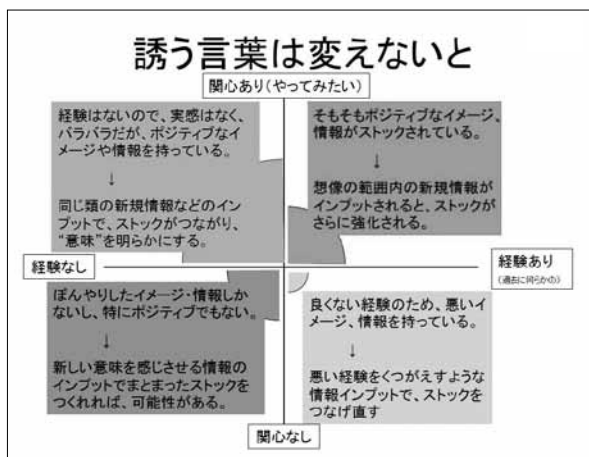 誘う言葉は変えないと
関心あり(やってみたい)
経験はないので、実感はなく、
バラバラだが、ポジティブなイ
メージや情報を持っている。
↓
同じ類の新規情報などのイン
プットで、ストックがつながり、
“意味”を明らかにする。
そもそもポジティブなイメージ、
情報がストックされている。
↓
想像の範囲内の新規情報が
インプットされると、ストックが
さらに強化される。
経験なし
経験あり
(過去に何らかの)
ぼんやりしたイメージ・情報しか
ないし、特にポジティブでもない。
↓
新しい意味を感じさせる情報の
インプットでまとまったストックを
つくれれば、可能性がある。
良くない経験のため、悪いイ
メージ、情報を持っている。
↓
悪い経験をくつがえすような
情報インプットで、ストックを
つなげ直す
関心なし